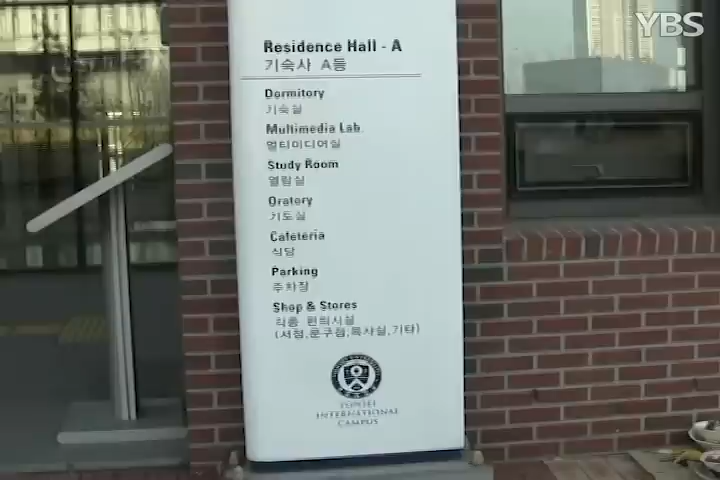 YBS
Residence Hall - A
기숙사 A동
Dormitory
기숙실
Multimedia Lab.
멀티미디어실
Study Room
열람실
Oratory
기도실
Cafeteria
식당
Parking
주차장
Shop & Stores
각종 편의시설
(서점,문구점,복사실,기타)
YONSEI
INTERNATIONAL
CAMPUS